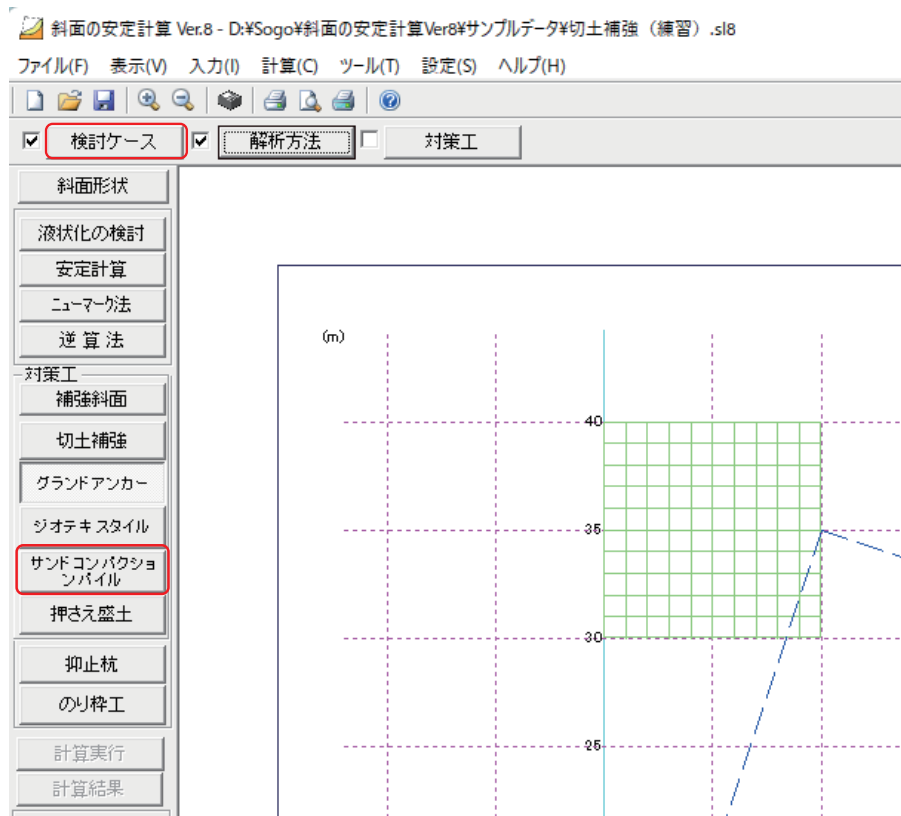 斜面の安定計算 Ver.8 - D:¥Sogo¥斜面の安定計算Ver8¥サンプルデータ¥切土補強（練習）.sl8
ファイル(F) 表示(V) 入力(I) 計算(C) ツール(T) 設定(S) ヘルプ(H)
検討ケース 解析方法 対策工
斜面形状
液状化の検討
安定計算
ニューマーク法
逆 算 法
対策工
補強斜面
切土補強
グランドアンカー
ジオテキスタイル
サンドコンパクショ
ンパイル
押さえ盛土
抑止杭
のり枠工
計算実行
計算結果
(m)
40
35
30
25